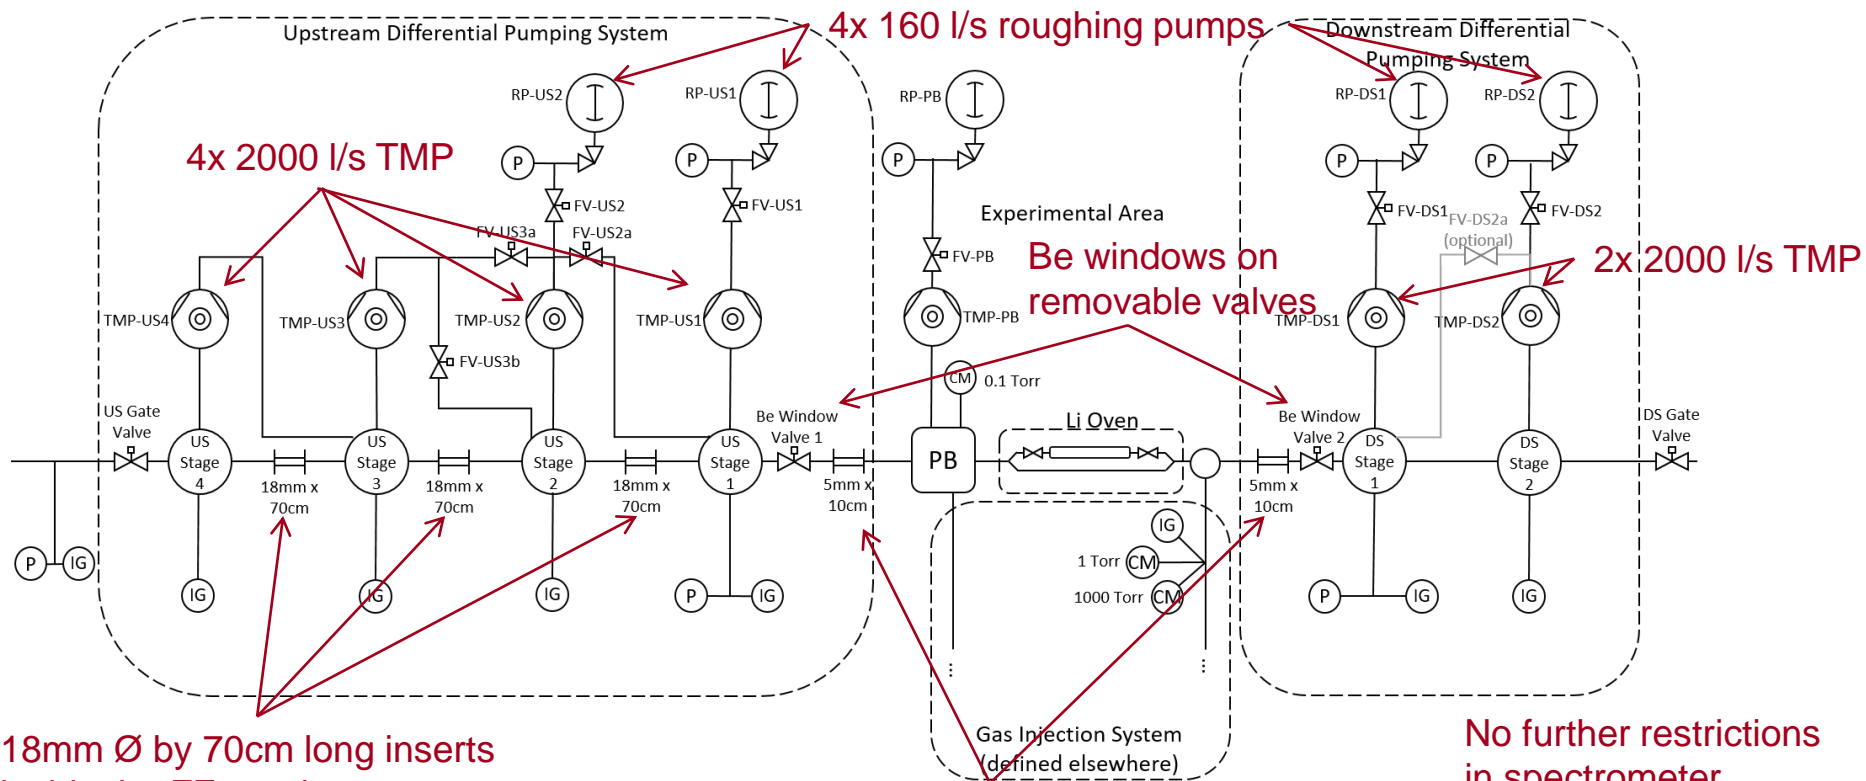 Upstream Differential Pumping System
4x 160 l/s roughing pumps
Downstream Differential
Pumping System
RP-US2
RP-US1
RP-PB
RP-DS1
RP-DS2
4x 2000 l/s TMP
P
P
P
P
P
FV-US2
FV-US1
FV-DS1
FV-DS2
Experimental Area
FV-US3a
FV-US2a
FV-DS2a
(optional)
FV-PB
Be windows on
removable valves
2x 2000 l/s TMP
TMP-US4
TMP-US3
TMP-US2
TMP-US1
TMP-PB
TMP-DS1
TMP-DS2
FV-US3b
CM
0.1 Torr
US Gate
Valve
Be Window
Valve 1
Li Oven
Be Window
Valve 2
DS Gate
Valve
US
Stage
4
US
Stage
3
US
Stage
2
US
Stage
1
PB
DS
Stage
1
DS
Stage
2
18mm x
70cm
18mm x
70cm
18mm x
70cm
5mm x
10cm
5mm x
10cm
IG
1 Torr
CM
1000 Torr
CM
P
IG
IG
IG
IG
P
IG
P
IG
IG
...
...
18mm Ø by 70cm long inserts
Gas Injection System
(defined elsewhere)
No further restrictions
in spectrometer